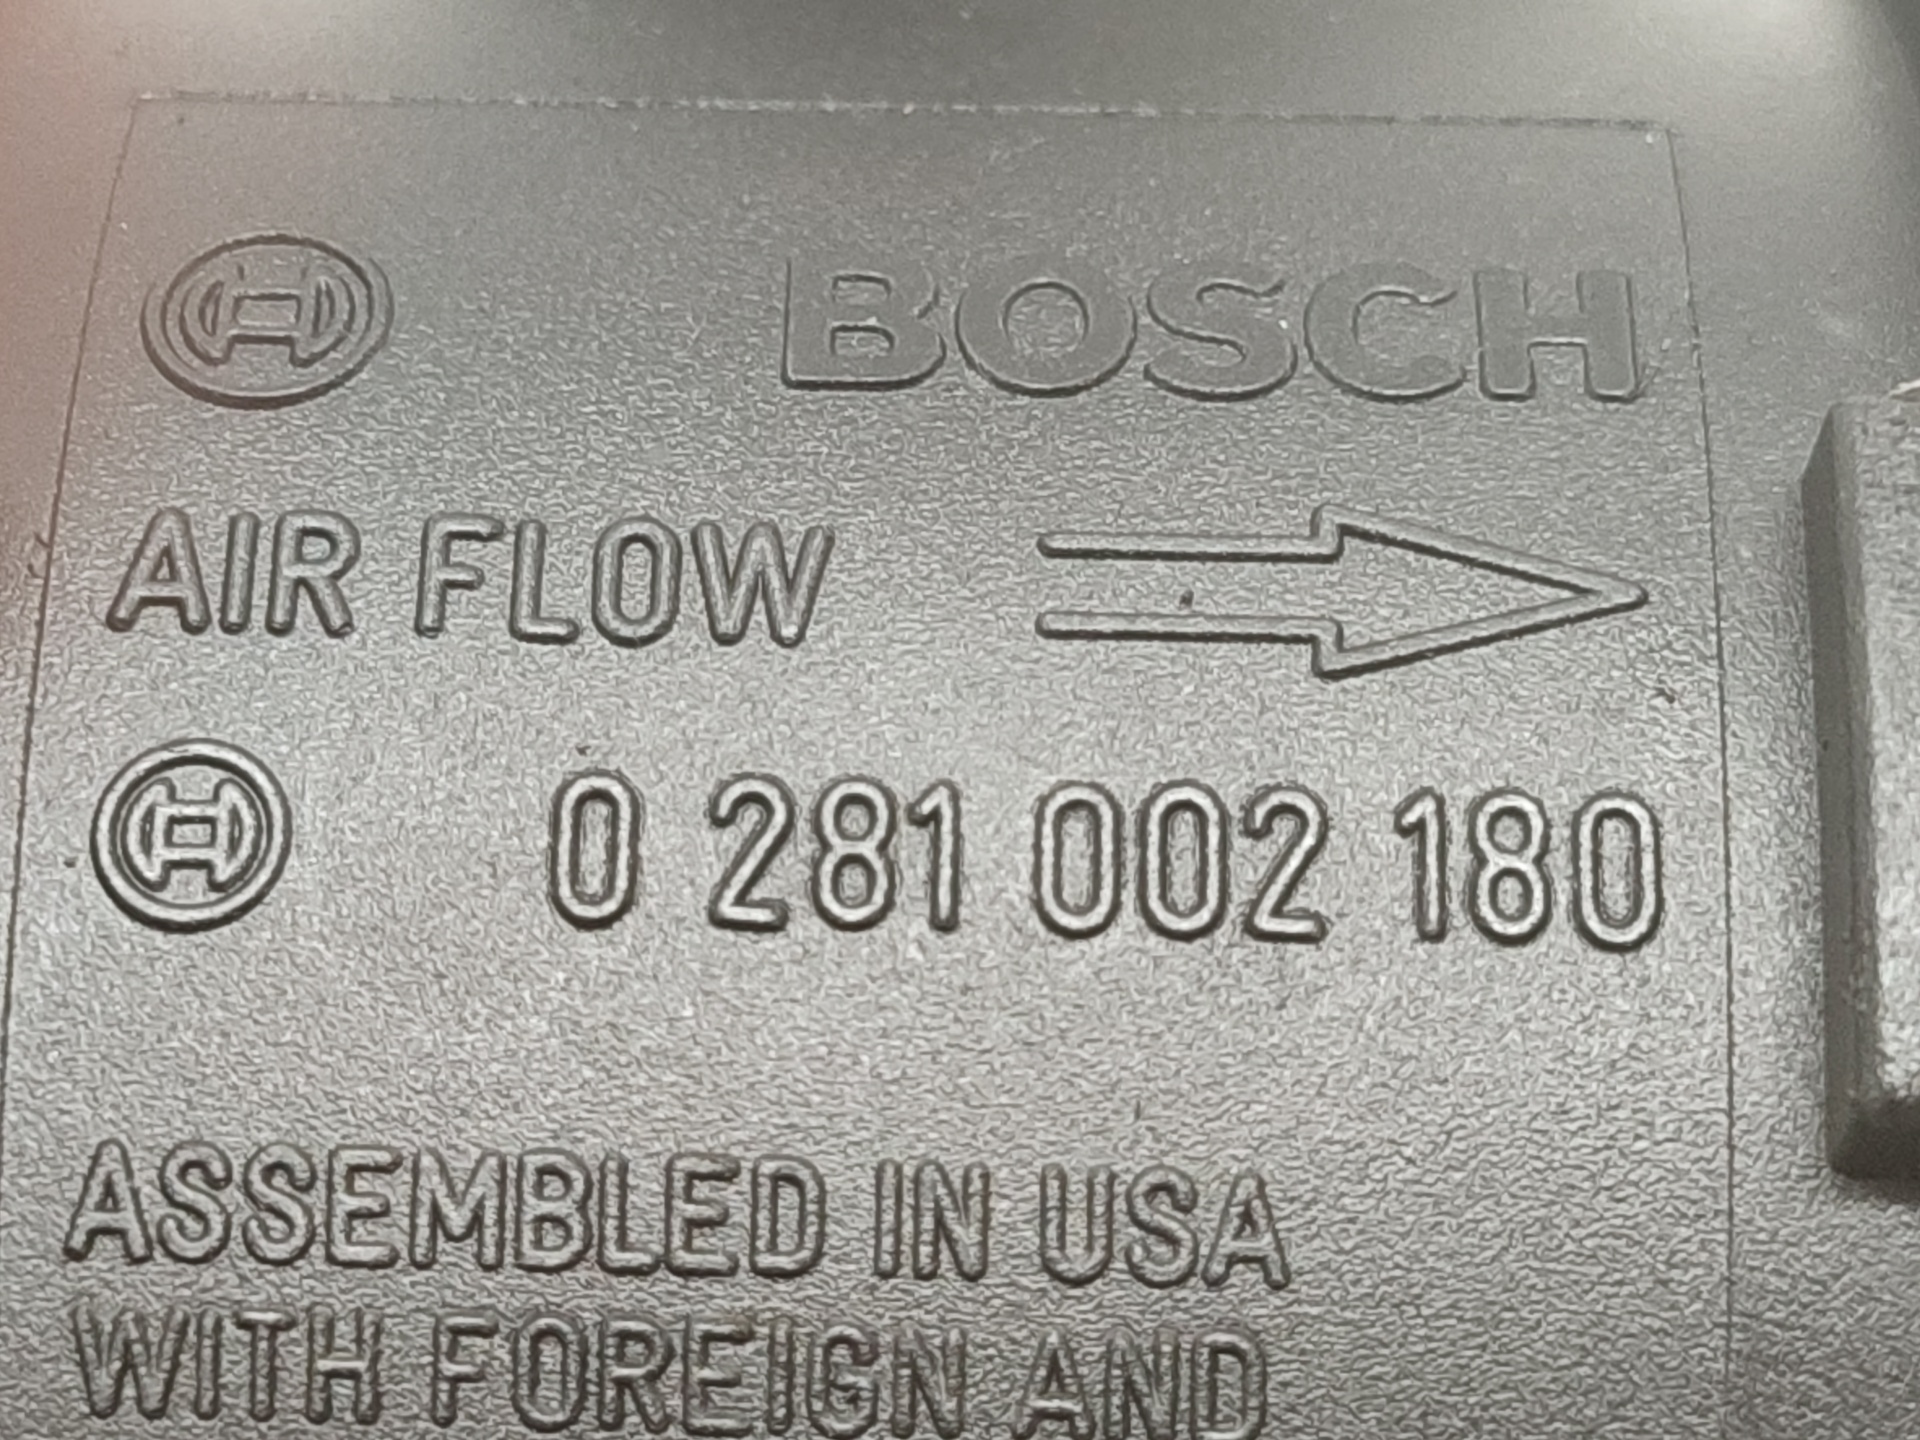 BOSCH
AIR FLOW
0 281 002 180
ASSEMBLED IN USA
WITH FOREIGN AND